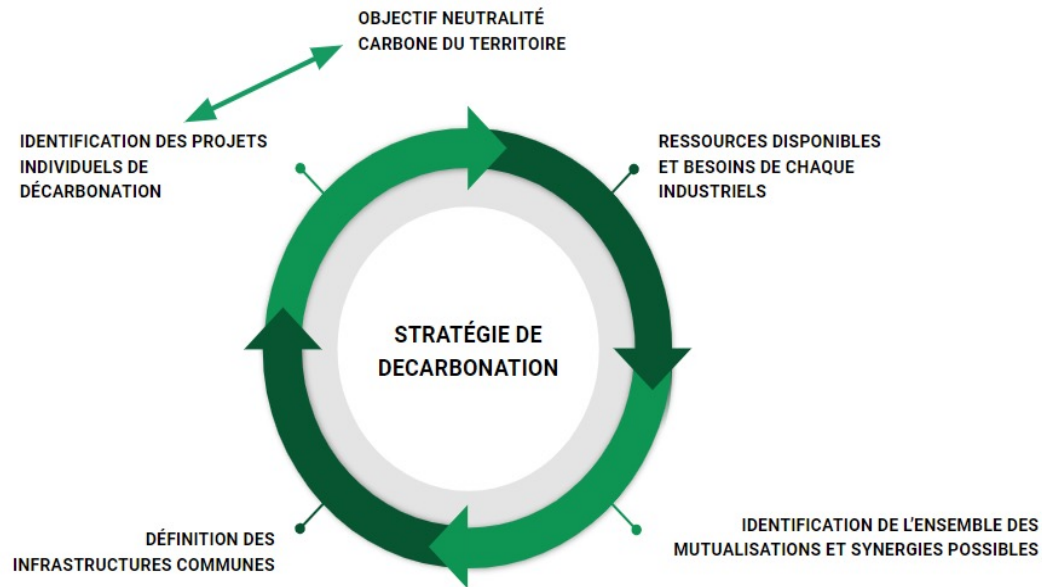 OBJECTIF NEUTRALITÉ
CARBONE DU TERRITOIRE
IDENTIFICATION DES PROJETS
INDIVIDUELS DE
DÉCARBONATION
RESSOURCES DISPONIBLES
ET BESOINS DE CHAQUE
INDUSTRIELS
STRATÉGIE DE
DECARBONATION
DÉFINITION DES
INFRASTRUCTURES COMMUNES
IDENTIFICATION DE L'ENSEMBLE DES
MUTUALISATIONS ET SYNERGIES POSSIBLES